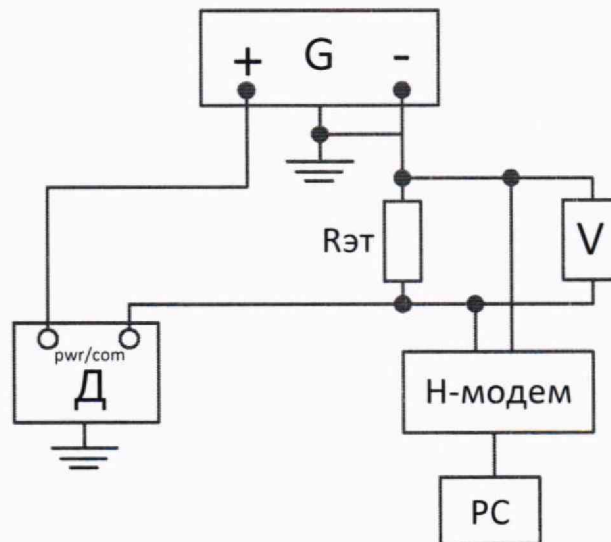 + G -
Rэт
V
pwr/com
Д
Н-модем
PC